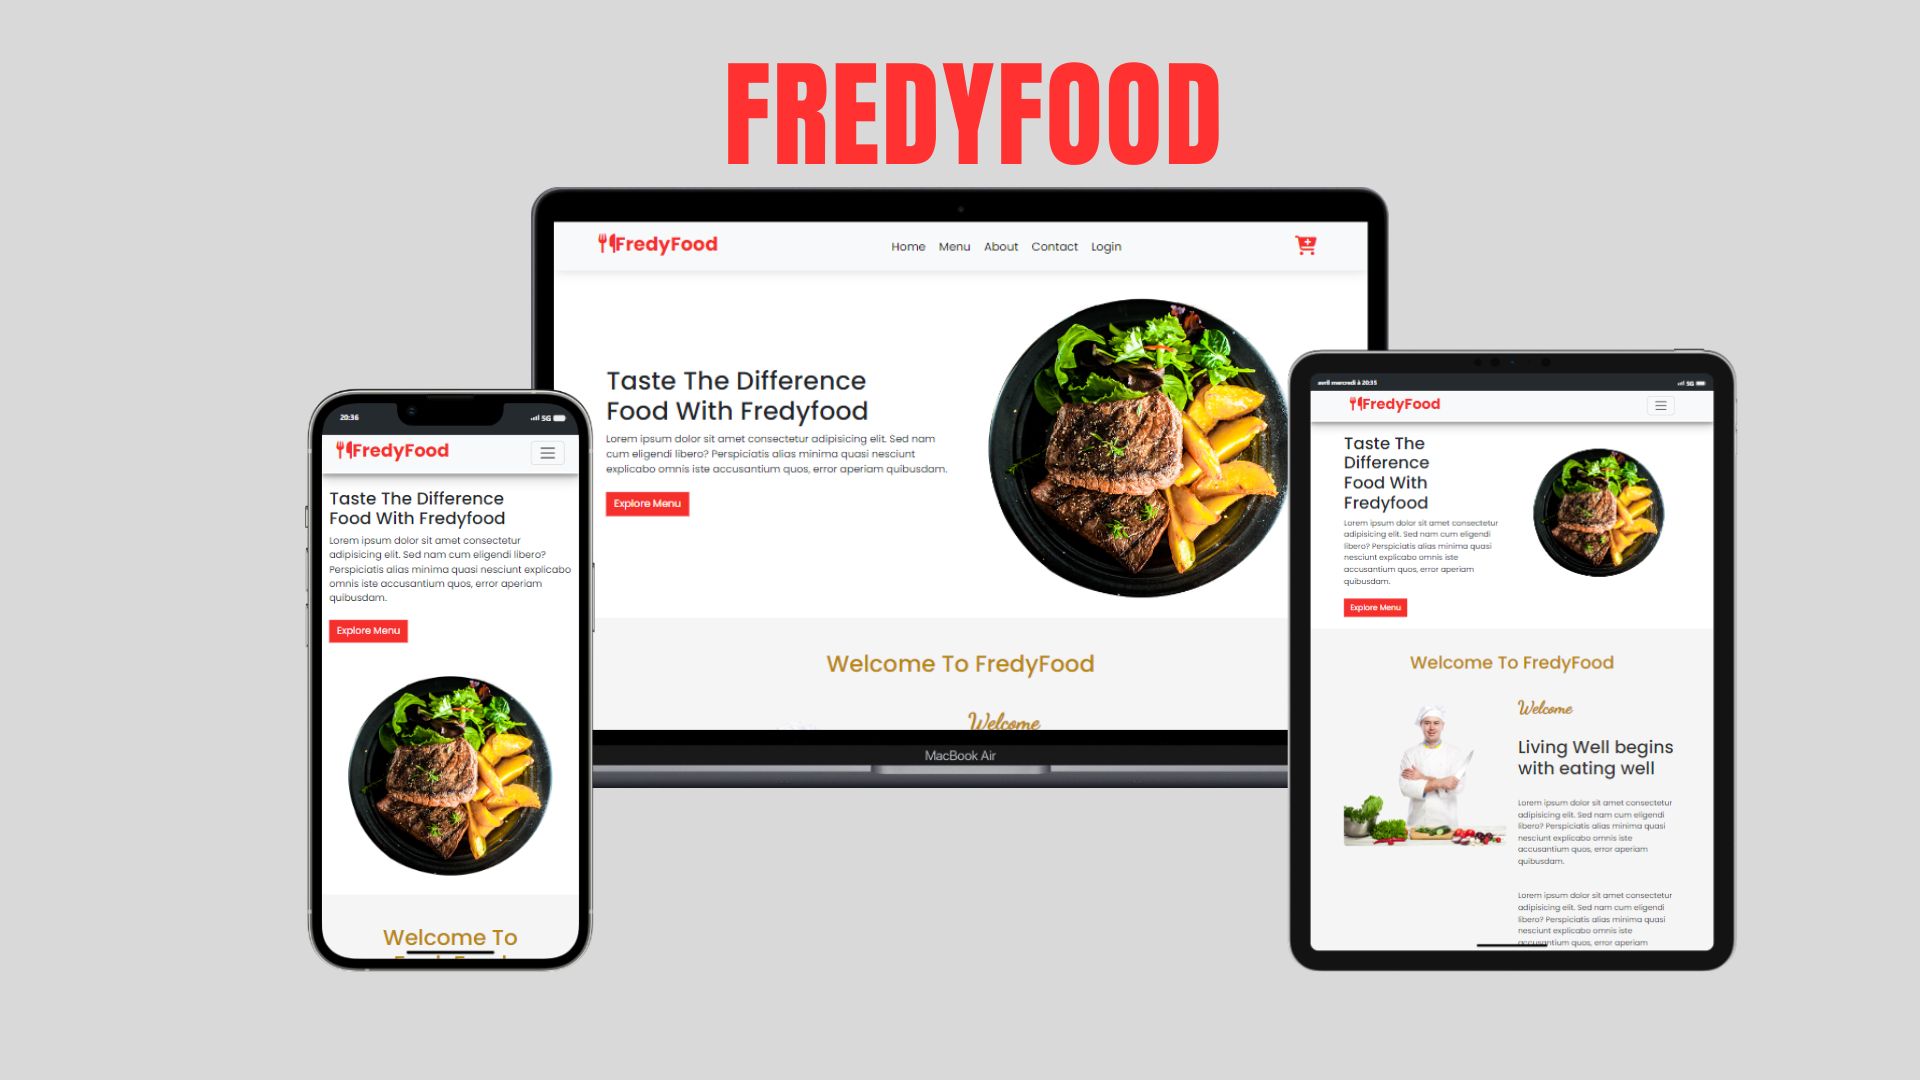 FREDYFOOD
FredyFood
Home Menu About Contact Login
Taste The Difference
Food With Fredyfood
Lorem ipsum dolor sit amet consectetur adipisicing elit. Sed nam
cum eligendi libero? Perspiciatis alias minima quasi nesciunt
explicabo omnis iste accusantium quos, error aperiam quibusdam.
Explore Menu
Welcome To FredyFood
Welcome
MacBook Air
20:36
5G
FredyFood
Taste The Difference
Food With Fredyfood
Lorem ipsum dolor sit amet consectetur
adipisicing elit. Sed nam cum eligendi libero?
Perspiciatis alias minima quasi nesciunt explicabo
omnis iste accusantium quos, error aperiam
quibusdam.
Explore Menu
Welcome To
avril mercredi à 20:35
5G
FredyFood
Taste The
Difference
Food With
Fredyfood
Lorem ipsum dolor sit amet consectetur
adipisicing elit. Sed nam cum eligendi
libero? Perspiciatis alias minima quasi
nesciunt explicabo omnis iste
accusantium quos, error aperiam
quibusdam.
Explore Menu
Welcome To FredyFood
Welcome
Living Well begins
with eating well
Lorem ipsum dolor sit amet consectetur
adipisicing elit. Sed nam cum eligendi
libero? Perspiciatis alias minima quasi
nesciunt explicabo omnis iste
accusantium quos, error aperiam
quibusdam.
Lorem ipsum dolor sit amet consectetur
adipisicing elit. Sed nam cum eligendi
libero? Perspiciatis alias minima quasi
nesciunt explicabo omnis iste
accusantium quos, error aperiam